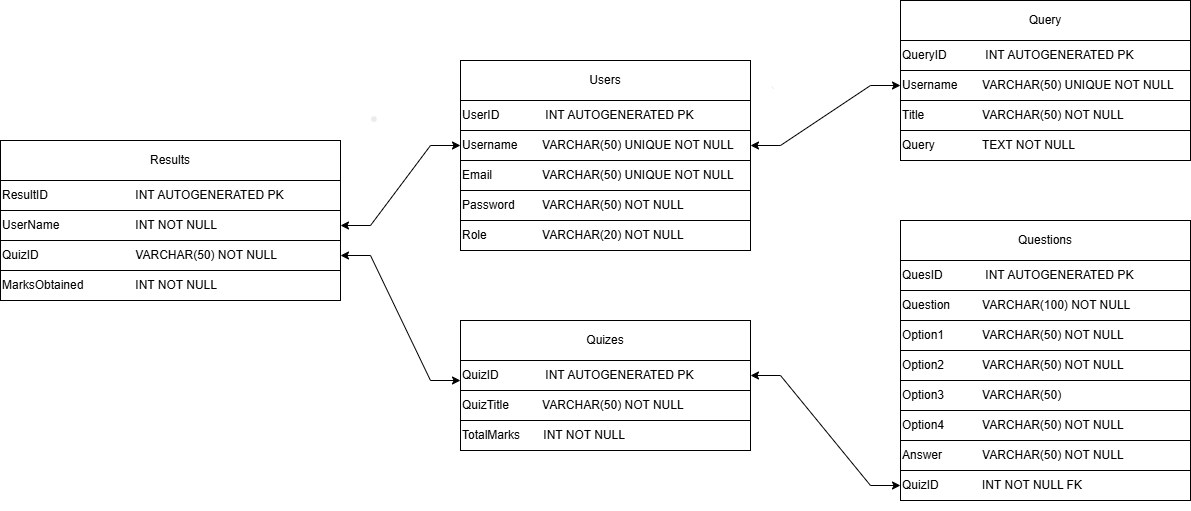 Query
QueryID INT AUTOGENERATED PK
Username VARCHAR(50) UNIQUE NOT NULL
Title VARCHAR(50) NOT NULL
Query TEXT NOT NULL
Users
UserID INT AUTOGENERATED PK
Username VARCHAR(50) UNIQUE NOT NULL
Email VARCHAR(50) UNIQUE NOT NULL
Password VARCHAR(50) NOT NULL
Role VARCHAR(20) NOT NULL
Results
ResultID INT AUTOGENERATED PK
UserName INT NOT NULL
QuizID VARCHAR(50) NOT NULL
MarksObtained INT NOT NULL
Questions
QuesID INT AUTOGENERATED PK
Question VARCHAR(100) NOT NULL
Option1 VARCHAR(50) NOT NULL
Option2 VARCHAR(50) NOT NULL
Option3 VARCHAR(50)
Option4 VARCHAR(50) NOT NULL
Answer VARCHAR(50) NOT NULL
QuizID INT NOT NULL FK
Quizes
QuizID INT AUTOGENERATED PK
QuizTitle VARCHAR(50) NOT NULL
TotalMarks INT NOT NULL